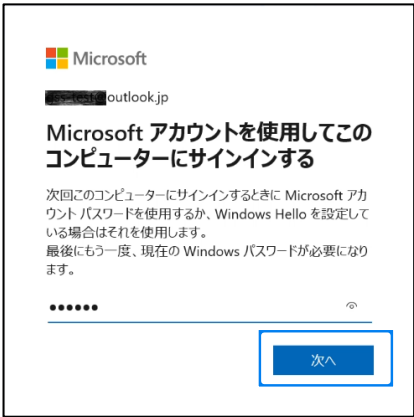 Microsoft
outlook.jp
Microsoft アカウントを使用してこの
コンピューターにサインインする
次回このコンピューターにサインインするときに Microsoft アカ
ウント パスワードを使用するか、Windows Hello を設定して
いる場合はそれを使用します。
最後にもう一度、現在の Windows パスワードが必要になり
ます。
••••••
次へ